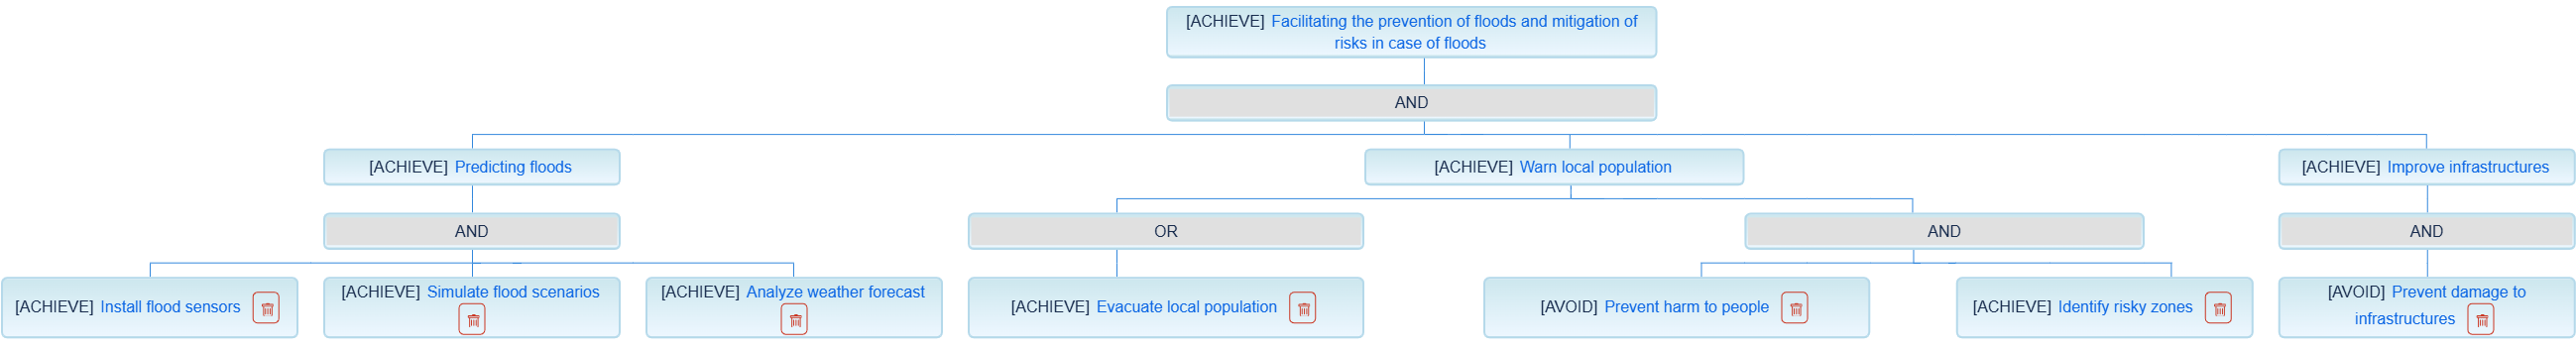 [ACHIEVE] Facilitating the prevention of floods and mitigation of
risks in case of floods
AND
[ACHIEVE] Predicting floods
[ACHIEVE] Warn local population
[ACHIEVE] Improve infrastructures
AND
OR
AND
AND
[ACHIEVE] Install flood sensors
[ACHIEVE] Simulate flood scenarios
[ACHIEVE] Analyze weather forecast
[ACHIEVE] Evacuate local population
[AVOID] Prevent harm to people
[ACHIEVE] Identify risky zones
[AVOID] Prevent damage to
infrastructures